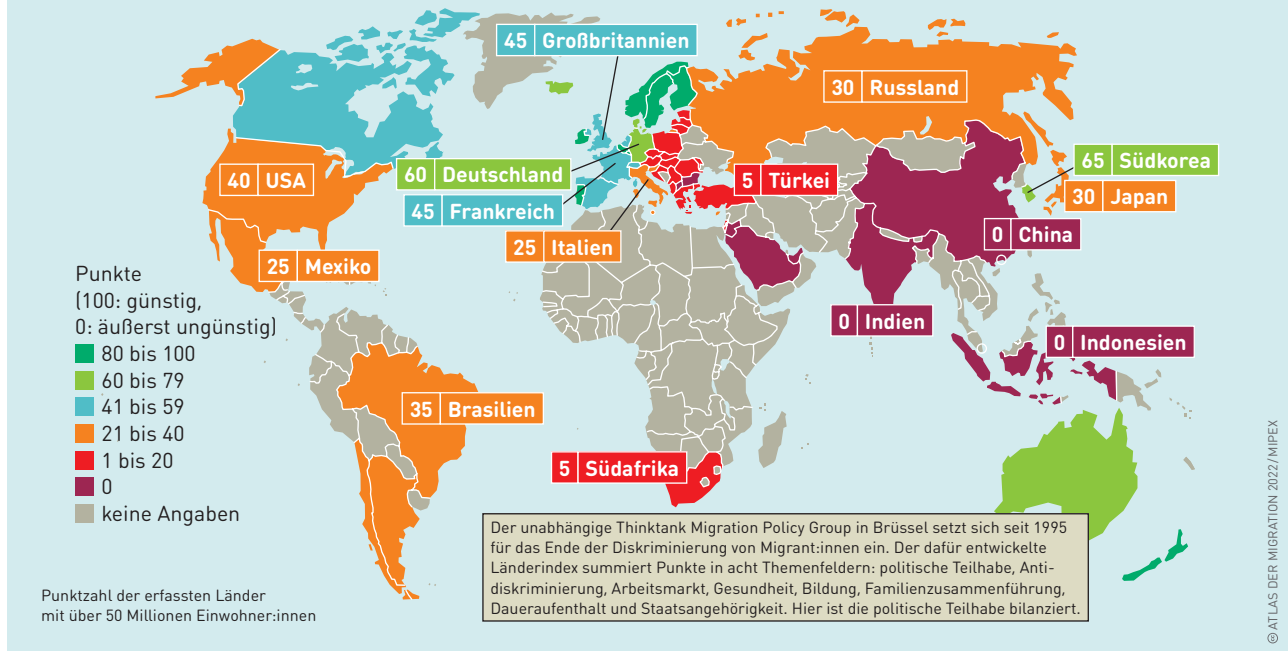 45 Großbritannien
30 Russland
65 Südkorea
60 Deutschland
40 USA
5 Türkei
30 Japan
45 Frankreich
0 China
25 Italien
25 Mexiko
Punkte
(100: günstig,
0: äußerst ungünstig)
80 bis 100
60 bis 79
41 bis 59
21 bis 40
1 bis 20
0
keine Angaben
0 Indien
0 Indonesien
35 Brasilien
5 Südafrika
Der unabhängige Thinktank Migration Policy Group in Brüssel setzt sich seit 1995
für das Ende der Diskriminierung von Migrant:innen ein. Der dafür entwickelte
Länderindex summiert Punkte in acht Themenfeldern: politische Teilhabe, Anti-
diskriminierung, Arbeitsmarkt, Gesundheit, Bildung, Familienzusammenführung,
Daueraufenthalt und Staatsangehörigkeit. Hier ist die politische Teilhabe bilanziert.
Punktzahl der erfassten Länder
mit über 50 Millionen Einwohner:innen
© ATLAS DER MIGRATION 2022/MIPEX